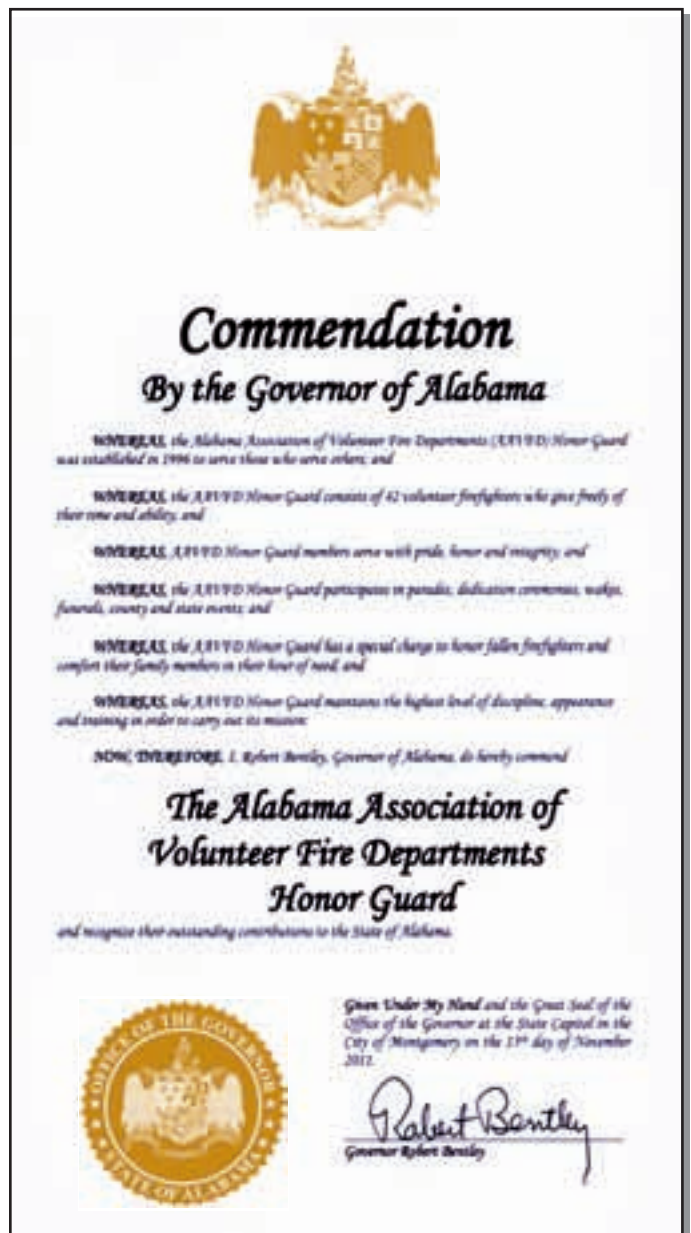 Commendation
By the Governor of Alabama
WHEREAS, the Alabama Association of Volunteer Fire Departments (AAVFD) Honor Guard
was established in 1996 to serve those who serve others; and
WHEREAS, the AAVFD Honor Guard consists of 42 volunteer firefighters who give freely of
their time and ability; and
WHEREAS, AAVFD Honor Guard members serve with pride, honor and integrity; and
WHEREAS, the AAVFD Honor Guard participates in parades, dedication ceremonies, wakes,
funerals, county and state events; and
WHEREAS, the AAVFD Honor Guard has a special charge to honor fallen firefighters and
comfort their family members in their hour of need; and
WHEREAS, the AAVFD Honor Guard maintains the highest level of discipline, appearance
and training in order to carry out its mission:
NOW, THEREFORE, I, Robert Bentley, Governor of Alabama, do hereby commend
The Alabama Association of
Volunteer Fire Departments
Honor Guard
and recognize their outstanding contributions to the State of Alabama.
OFFICE OF THE GOVERNOR
STATE OF ALABAMA
Given Under My Hand and the Great Seal of the
Office of the Governor at the State Capitol in the
City of Montgomery on the 13th day of November
Robert Bentley
Governor Robert Bentley